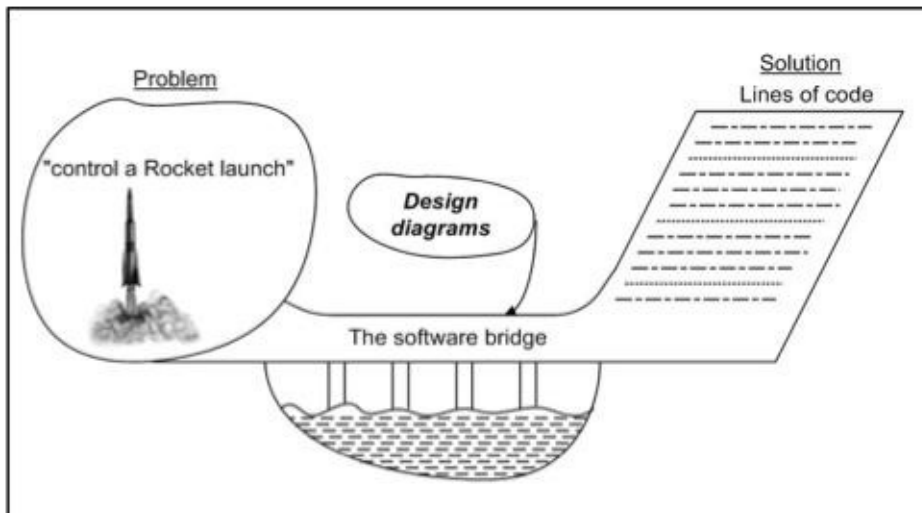 Problem
"control a Rocket launch"
Design
diagrams
The software bridge
Solution
Lines of code